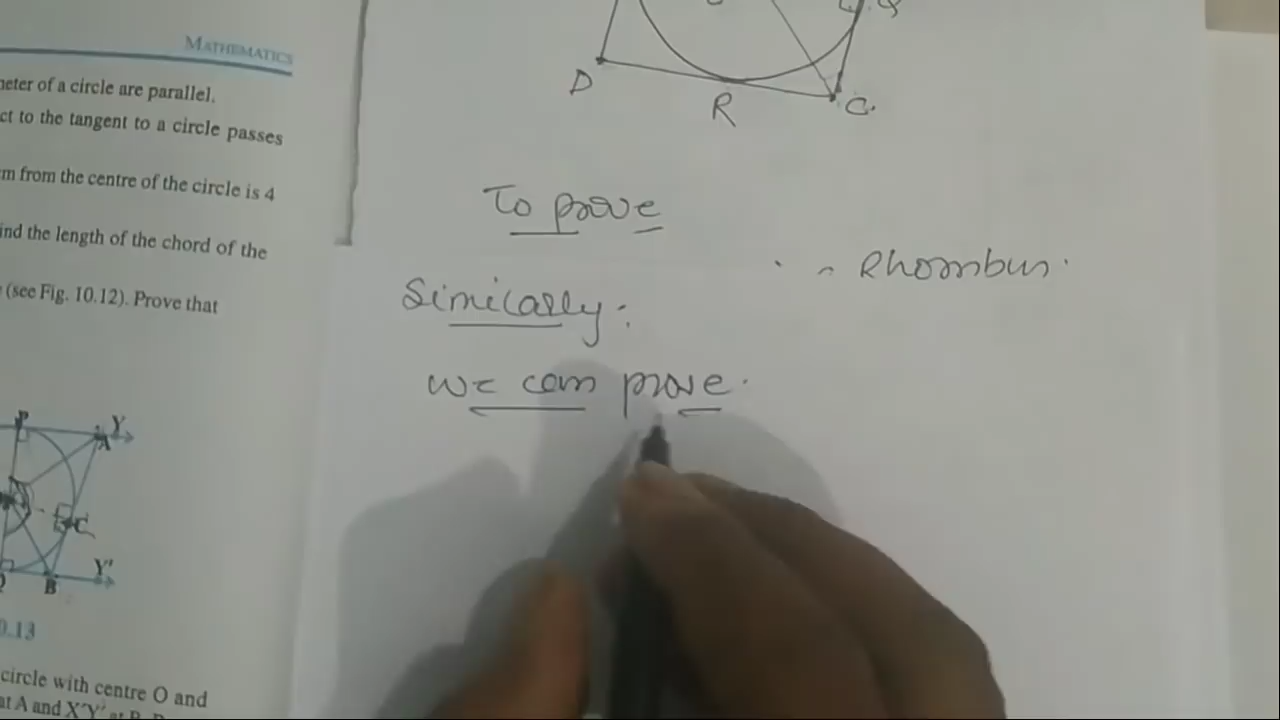 MATHEMATICS
meter of a circle are parallel.
ct to the tangent to a circle passes
m from the centre of the circle is 4
ind the length of the chord of the
(see Fig. 10.12). Prove that
P Y
A
C
Y'
B
0.13
circle with centre O and
at A and X'Y' at B. P
D
R
C.
To prove
Rhombus.
Similarly:
we can prove.